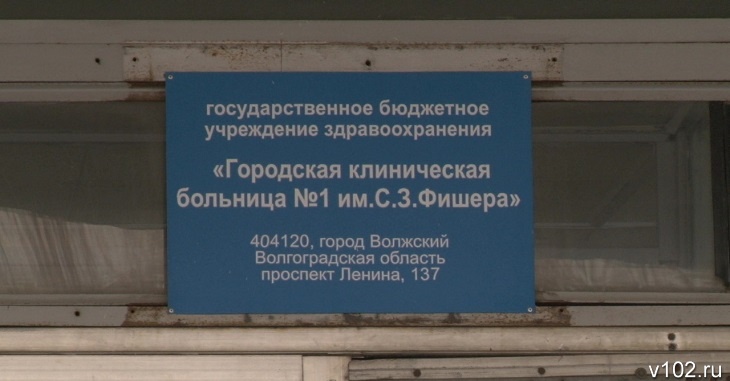 государственное бюджетное
учреждение здравоохранения
«Городская клиническая
больница №1 им.С.З.Фишера»
404120, город Волжский
Волгоградская область
проспект Ленина, 137
v102.ru